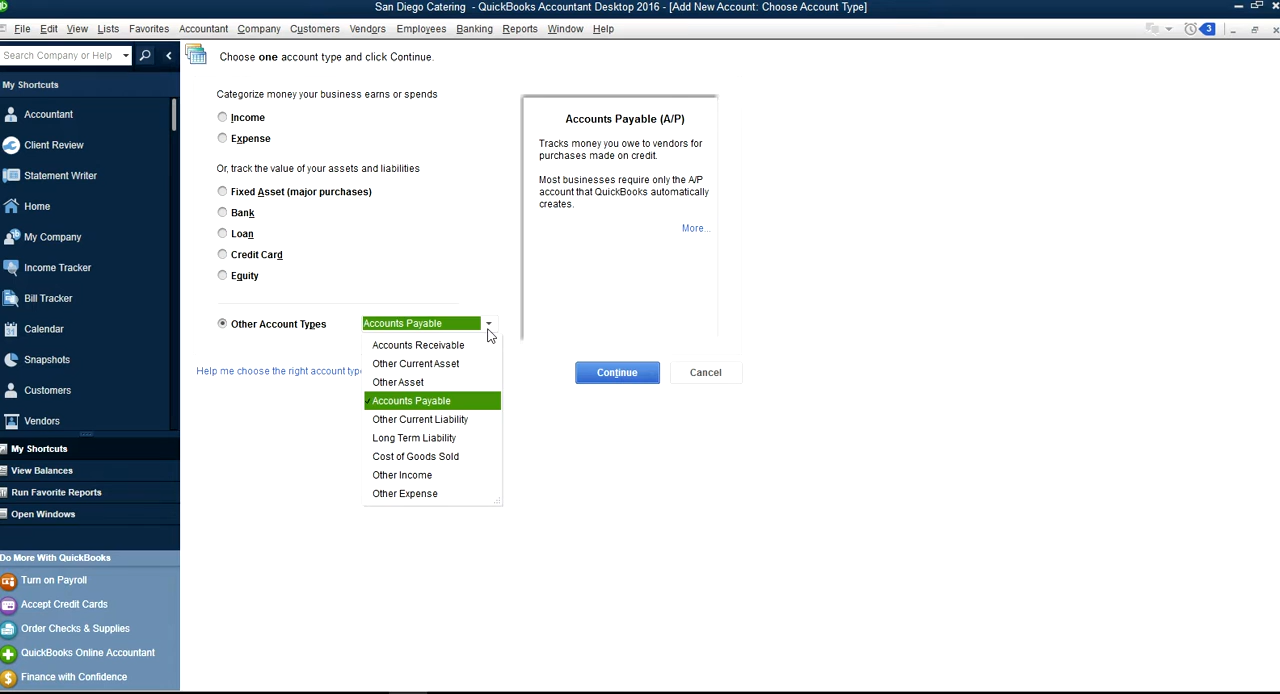 San Diego Catering - QuickBooks Accountant Desktop 2016 - [Add New Account: Choose Account Type]
File Edit View Lists Favorites Accountant Company Customers Vendors Employees Banking Reports Window Help 3
Search Company or Help
Choose one account type and click Continue.
My Shortcuts
Accountant
Client Review
Statement Writer
Home
My Company
Income Tracker
Bill Tracker
Calendar
Snapshots
Customers
Vendors
My Shortcuts
View Balances
Run Favorite Reports
Open Windows
Do More With QuickBooks
Turn on Payroll
Accept Credit Cards
Order Checks & Supplies
QuickBooks Online Accountant
Finance with Confidence
Categorize money your business earns or spends
Income
Expense
Or, track the value of your assets and liabilities
Fixed Asset (major purchases)
Bank
Loan
Credit Card
Equity
Other Account Types Accounts Payable
Help me choose the right account typ
Accounts Receivable
Other Current Asset
Other Asset
Accounts Payable
Other Current Liability
Long Term Liability
Cost of Goods Sold
Other Income
Other Expense
Accounts Payable (A/P)
Tracks money you owe to vendors for
purchases made on credit.
Most businesses require only the A/P
account that QuickBooks automatically
creates.
More...
Continue Cancel